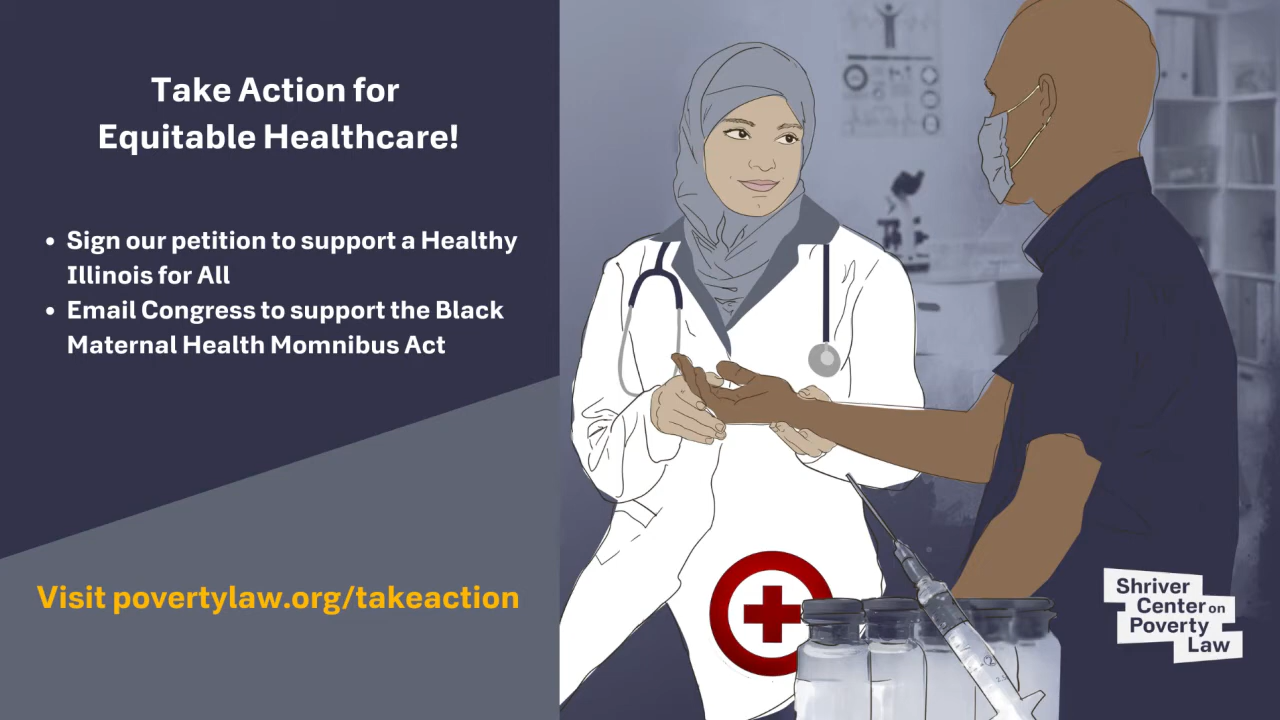 Take Action for
Equitable Healthcare!
• Sign our petition to support a Healthy
Illinois for All
• Email Congress to support the Black
Maternal Health Momnibus Act
Visit povertylaw.org/takeaction
Shriver
Center on
Poverty
Law